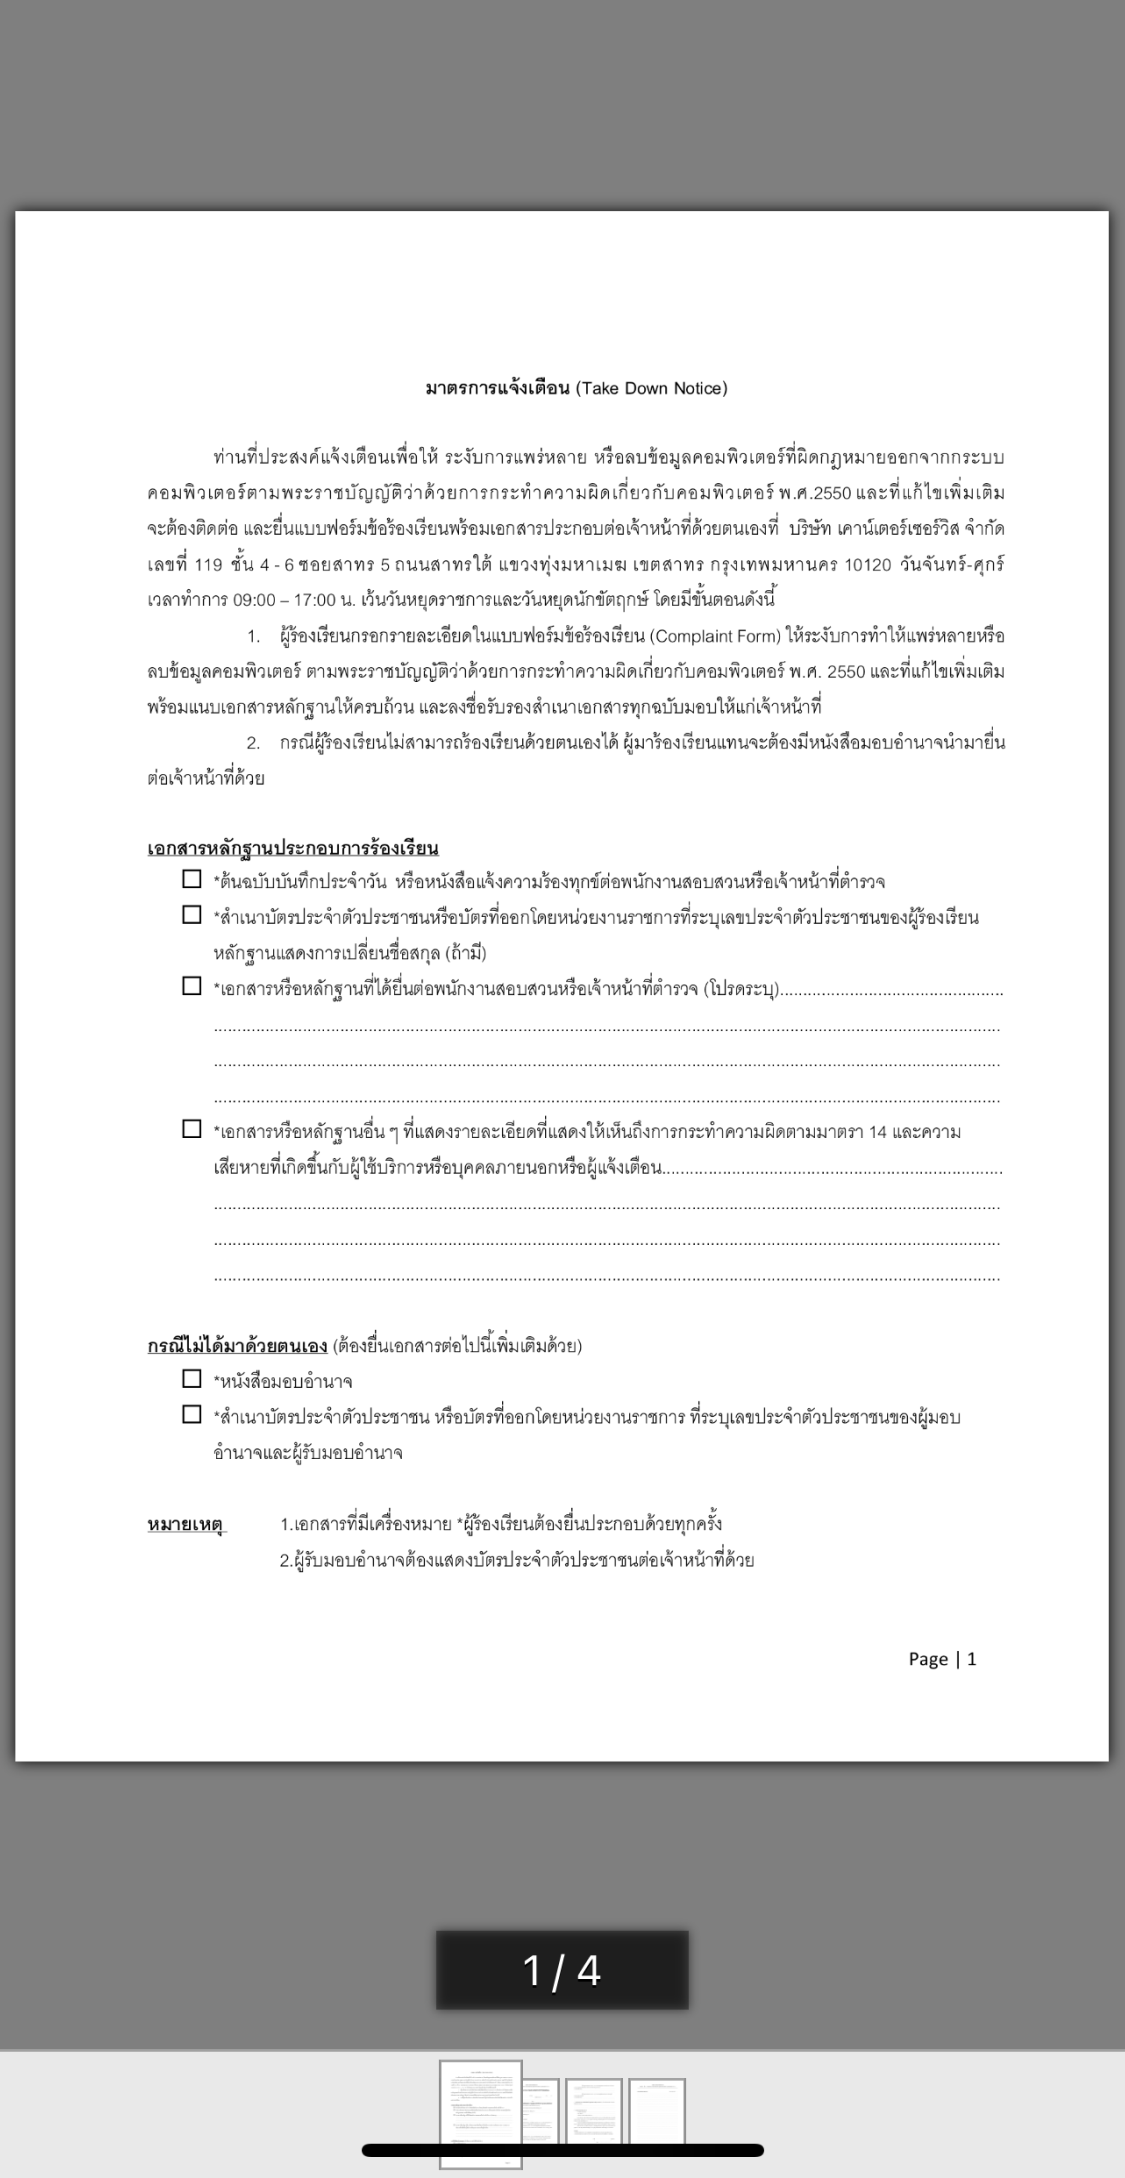 มาตรการแจ้งเตือน (Take Down Notice)
ท่านที่ประสงค์แจ้งเตือนเพื่อให้ ระงับการแพร่หลาย หรือลบข้อมูลคอมพิวเตอร์ที่ผิดกฎหมายออกจากกระบบ
คอมพิวเตอร์ตามพระราชบัญญัติว่าด้วยการกระทำความผิดเกี่ยวกับคอมพิวเตอร์ พ.ศ.2550 และที่แก้ไขเพิ่มเติม
จะต้องติดต่อ และยื่นแบบฟอร์มข้อร้องเรียนพร้อมเอกสารประกอบต่อเจ้าหน้าที่ด้วยตนเองที่ บริษัท เคาน์เตอร์เซอร์วิส จำกัด
เลขที่ 119 ชั้น 4 - 6 ซอยสาทร 5 ถนนสาทรใต้ แขวงทุ่งมหาเมฆ เขตสาทร กรุงเทพมหานคร 10120 วันจันทร์-ศุกร์
เวลาทำการ 09:00 – 17:00 น. เว้นวันหยุดราชการและวันหยุดนักขัตฤกษ์ โดยมีขั้นตอนดังนี้
1. ผู้ร้องเรียนกรอกรายละเอียดในแบบฟอร์มข้อร้องเรียน (Complaint Form) ให้ระงับการทำให้แพร่หลายหรือ
ลบข้อมูลคอมพิวเตอร์ ตามพระราชบัญญัติว่าด้วยการกระทำความผิดเกี่ยวกับคอมพิวเตอร์ พ.ศ. 2550 และที่แก้ไขเพิ่มเติม
พร้อมแนบเอกสารหลักฐานให้ครบถ้วน และลงชื่อรับรองสำเนาเอกสารทุกฉบับมอบให้แก่เจ้าหน้าที่
2. กรณีผู้ร้องเรียนไม่สามารถร้องเรียนด้วยตนเองได้ ผู้มาร้องเรียนแทนจะต้องมีหนังสือมอบอำนาจนำมายื่น
ต่อเจ้าหน้าที่ด้วย
เอกสารหลักฐานประกอบการร้องเรียน
☐ *ต้นฉบับบันทึกประจำวัน หรือหนังสือแจ้งความร้องทุกข์ต่อพนักงานสอบสวนหรือเจ้าหน้าที่ตำรวจ
☐ *สำเนาบัตรประจำตัวประชาชนหรือบัตรที่ออกโดยหน่วยงานราชการที่ระบุเลขประจำตัวประชาชนของผู้ร้องเรียน
หลักฐานแสดงการเปลี่ยนชื่อสกุล (ถ้ามี)
☐ *เอกสารหรือหลักฐานที่ได้ยื่นต่อพนักงานสอบสวนหรือเจ้าหน้าที่ตำรวจ (โปรดระบุ)................................................
☐ *เอกสารหรือหลักฐานอื่น ๆ ที่แสดงรายละเอียดที่แสดงให้เห็นถึงการกระทำความผิดตามมาตรา 14 และความ
เสียหายที่เกิดขึ้นกับผู้ใช้บริการหรือบุคคลภายนอกหรือผู้แจ้งเตือน.........................................................................
กรณีไม่ได้มาด้วยตนเอง (ต้องยื่นเอกสารต่อไปนี้เพิ่มเติมด้วย)
☐ *หนังสือมอบอำนาจ
☐ *สำเนาบัตรประจำตัวประชาชน หรือบัตรที่ออกโดยหน่วยงานราชการ ที่ระบุเลขประจำตัวประชาชนของผู้มอบ
อำนาจและผู้รับมอบอำนาจ
หมายเหตุ 1.เอกสารที่มีเครื่องหมาย *ผู้ร้องเรียนต้องยื่นประกอบด้วยทุกครั้ง
2.ผู้รับมอบอำนาจต้องแสดงบัตรประจำตัวประชาชนต่อเจ้าหน้าที่ด้วย
Page | 1
1 / 4